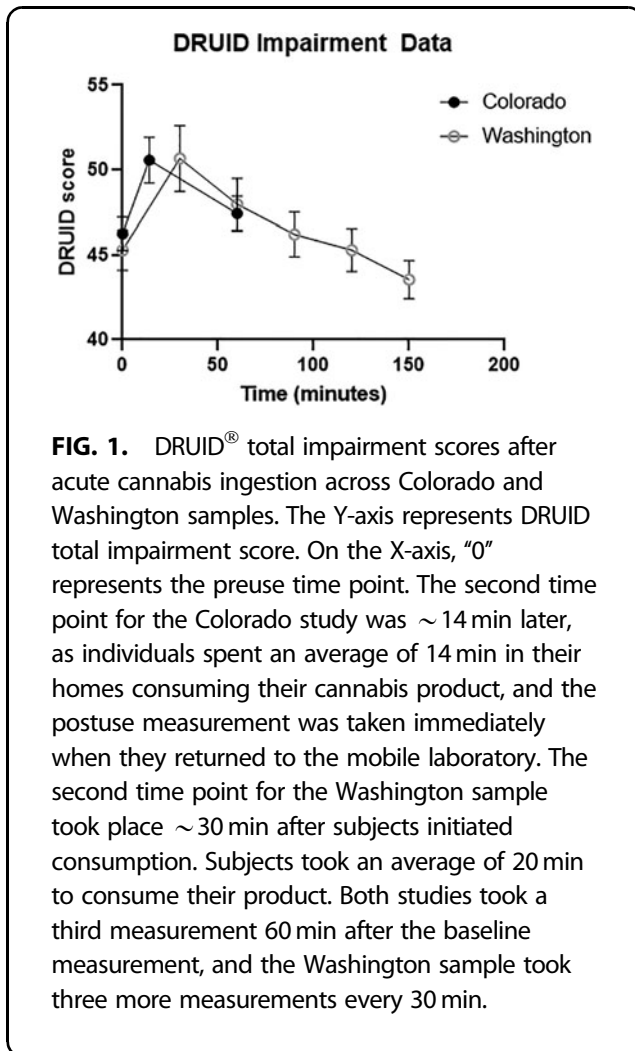 DRUID Impairment Data
55
50
45
40
DRUID score
Colorado
Washington
0
50
100
150
200
Time (minutes)
FIG. 1. DRUID® total impairment scores after
acute cannabis ingestion across Colorado and
Washington samples. The Y-axis represents DRUID
total impairment score. On the X-axis, "0"
represents the preuse time point. The second time
point for the Colorado study was ~14 min later,
as individuals spent an average of 14 min in their
homes consuming their cannabis product, and the
postuse measurement was taken immediately
when they returned to the mobile laboratory. The
second time point for the Washington sample
took place ~30 min after subjects initiated
consumption. Subjects took an average of 20 min
to consume their product. Both studies took a
third measurement 60 min after the baseline
measurement, and the Washington sample took
three more measurements every 30 min.